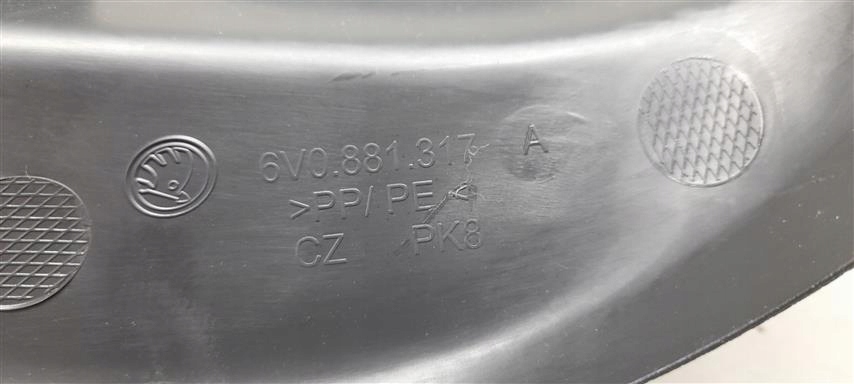 6V0.881.317 A
>PP/PE<
CZ PK8